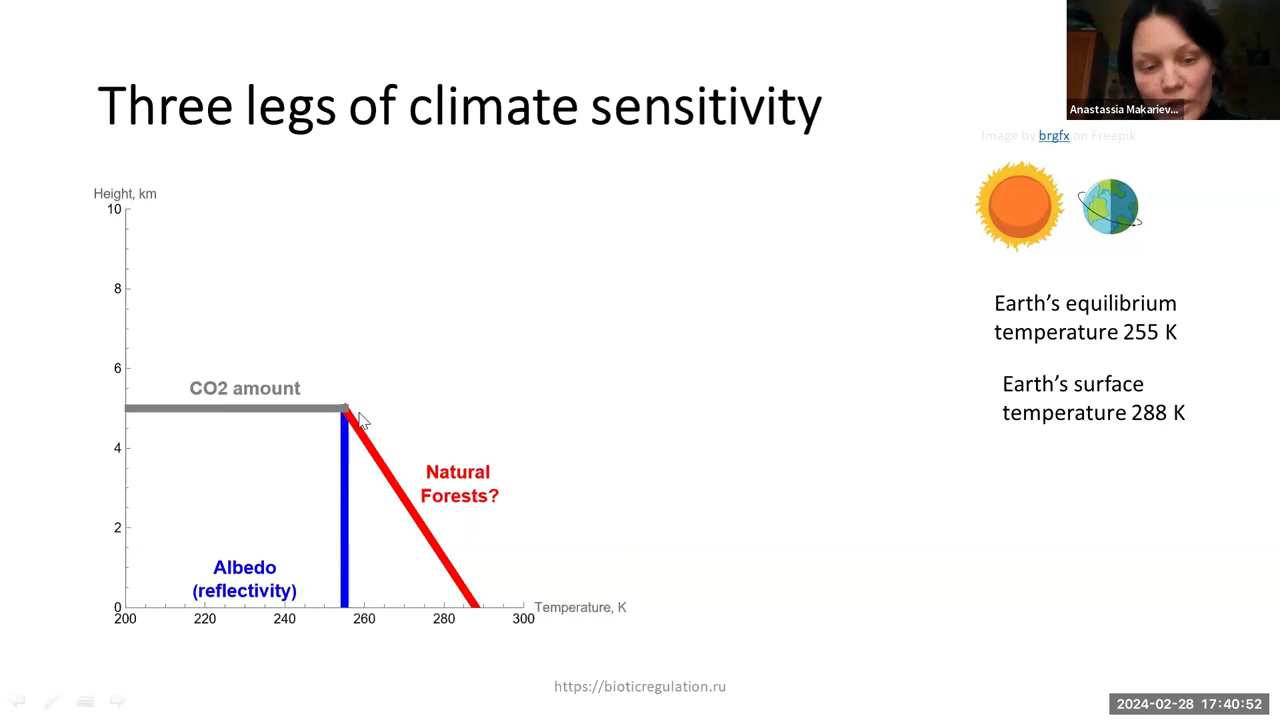 Anastassia Makariev...
Three legs of climate sensitivity
Image by brgfx on Freepik
Height, km
10
8
6
4
2
0
CO2 amount
Natural
Forests?
Albedo
(reflectivity)
200
220
240
260
280
300
Temperature, K
Earth's equilibrium
temperature 255 K
Earth's surface
temperature 288 K
https://bioticregulation.ru
2024-02-28 17:40:52